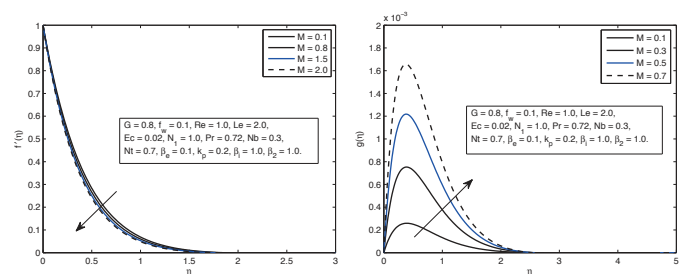 1
0.9
0.8
0.7
0.6
0.5
0.4
0.3
0.2
0.1
0
f′(η)
0 0.5 1 1.5 2 2.5 3
η
M = 0.1
M = 0.8
M = 1.5
M = 2.0
G = 0.8, f_w = 0.1, Re = 1.0, Le = 2.0,
Ec = 0.02, N_1 = 1.0, Pr = 0.72, Nb = 0.3,
Nt = 0.7, β_e = 0.1, k_p = 0.2, β_i = 1.0, β_2 = 1.0.
x 10^−3
2
1.8
1.6
1.4
1.2
1
0.8
0.6
0.4
0.2
0
g(η)
0 1 2 3 4 5
η
M = 0.1
M = 0.3
M = 0.5
M = 0.7
G = 0.8, f_w = 0.1, Re = 1.0, Le = 2.0,
Ec = 0.02, N_1 = 1.0, Pr = 0.72, Nb = 0.3,
Nt = 0.7, β_e = 0.1, k_p = 0.2, β_i = 1.0, β_2 = 1.0.